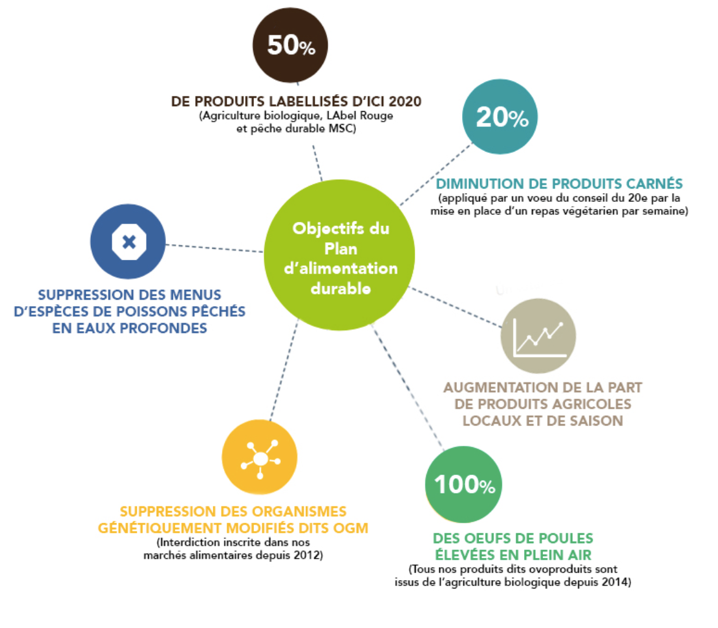 50%
DE PRODUITS LABELLISÉS D'ICI 2020
(Agriculture biologique, LAbel Rouge
et pêche durable MSC)
20%
DIMINUTION DE PRODUITS CARNÉS
(appliqué par un voeu du conseil du 20e par la
mise en place d'un repas végétarien par semaine)
Objectifs du
Plan
d'alimentation
durable
SUPPRESSION DES MENUS
D'ESPÈCES DE POISSONS PÊCHÉS
EN EAUX PROFONDES
AUGMENTATION DE LA PART
DE PRODUITS AGRICOLES
LOCAUX ET DE SAISON
SUPPRESSION DES ORGANISMES
GÉNÉTIQUEMENT MODIFIÉS DITS OGM
(Interdiction inscrite dans nos
marchés alimentaires depuis 2012)
100%
DES OEUFS DE POULES
ÉLEVÉES EN PLEIN AIR
(Tous nos produits dits ovoproduits sont
issus de l'agriculture biologique depuis 2014)